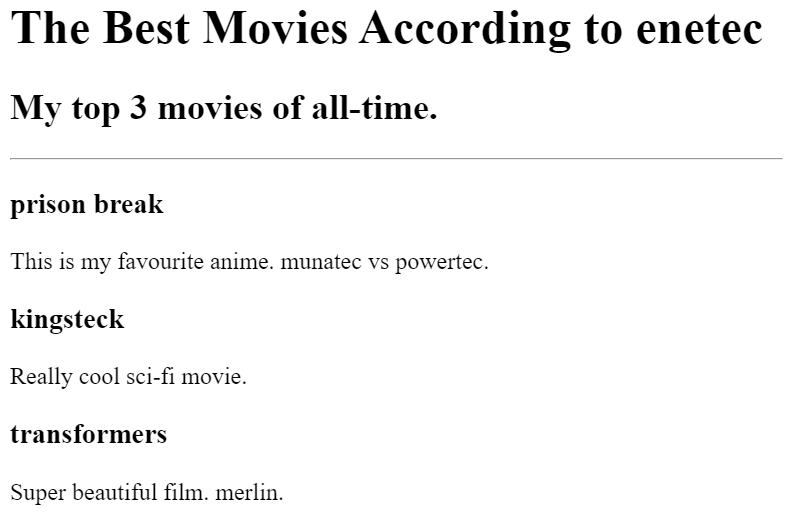 The Best Movies According to enetec
My top 3 movies of all-time.
prison break
This is my favourite anime. munatec vs powertec.
kingsteck
Really cool sci-fi movie.
transformers
Super beautiful film. merlin.